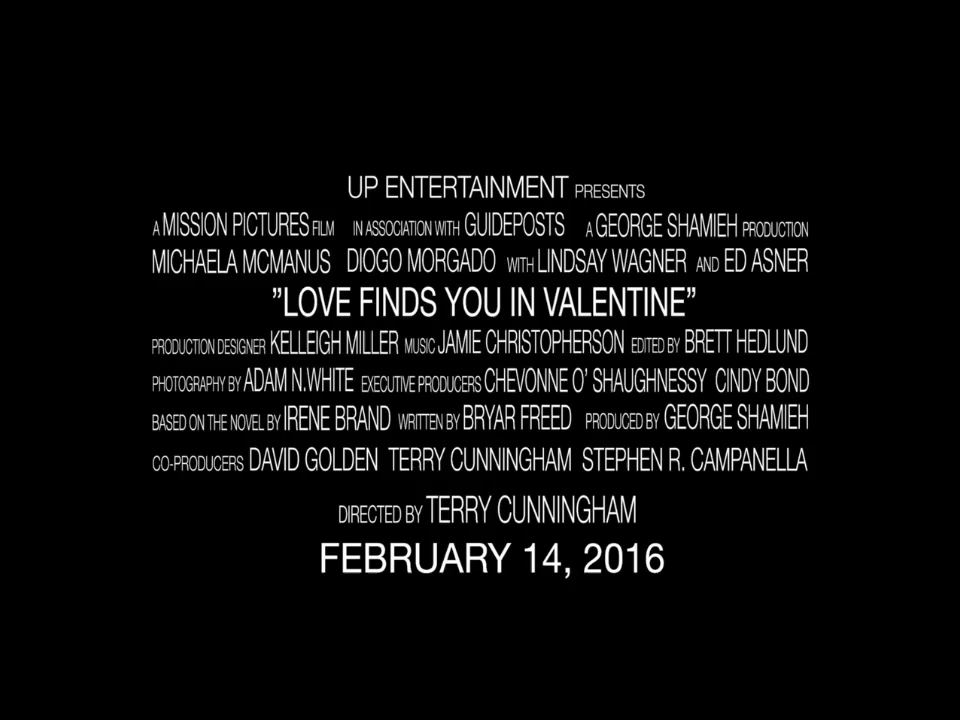 UP ENTERTAINMENT PRESENTS
A MISSION PICTURES FILM IN ASSOCIATION WITH GUIDEPOSTS A GEORGE SHAMIEH PRODUCTION
MICHAELA MCMANUS DIOGO MORGADO WITH LINDSAY WAGNER AND ED ASNER
”LOVE FINDS YOU IN VALENTINE”
PRODUCTION DESIGNER KELLEIGH MILLER MUSIC JAMIE CHRISTOPHERSON EDITED BY BRETT HEDLUND
PHOTOGRAPHY BY ADAM N.WHITE EXECUTIVE PRODUCERS CHEVONNE O’ SHAUGHNESSY CINDY BOND
BASED ON THE NOVEL BY IRENE BRAND WRITTEN BY BRYAR FREED PRODUCED BY GEORGE SHAMIEH
CO-PRODUCERS DAVID GOLDEN TERRY CUNNINGHAM STEPHEN R. CAMPANELLA
DIRECTED BY TERRY CUNNINGHAM
FEBRUARY 14, 2016